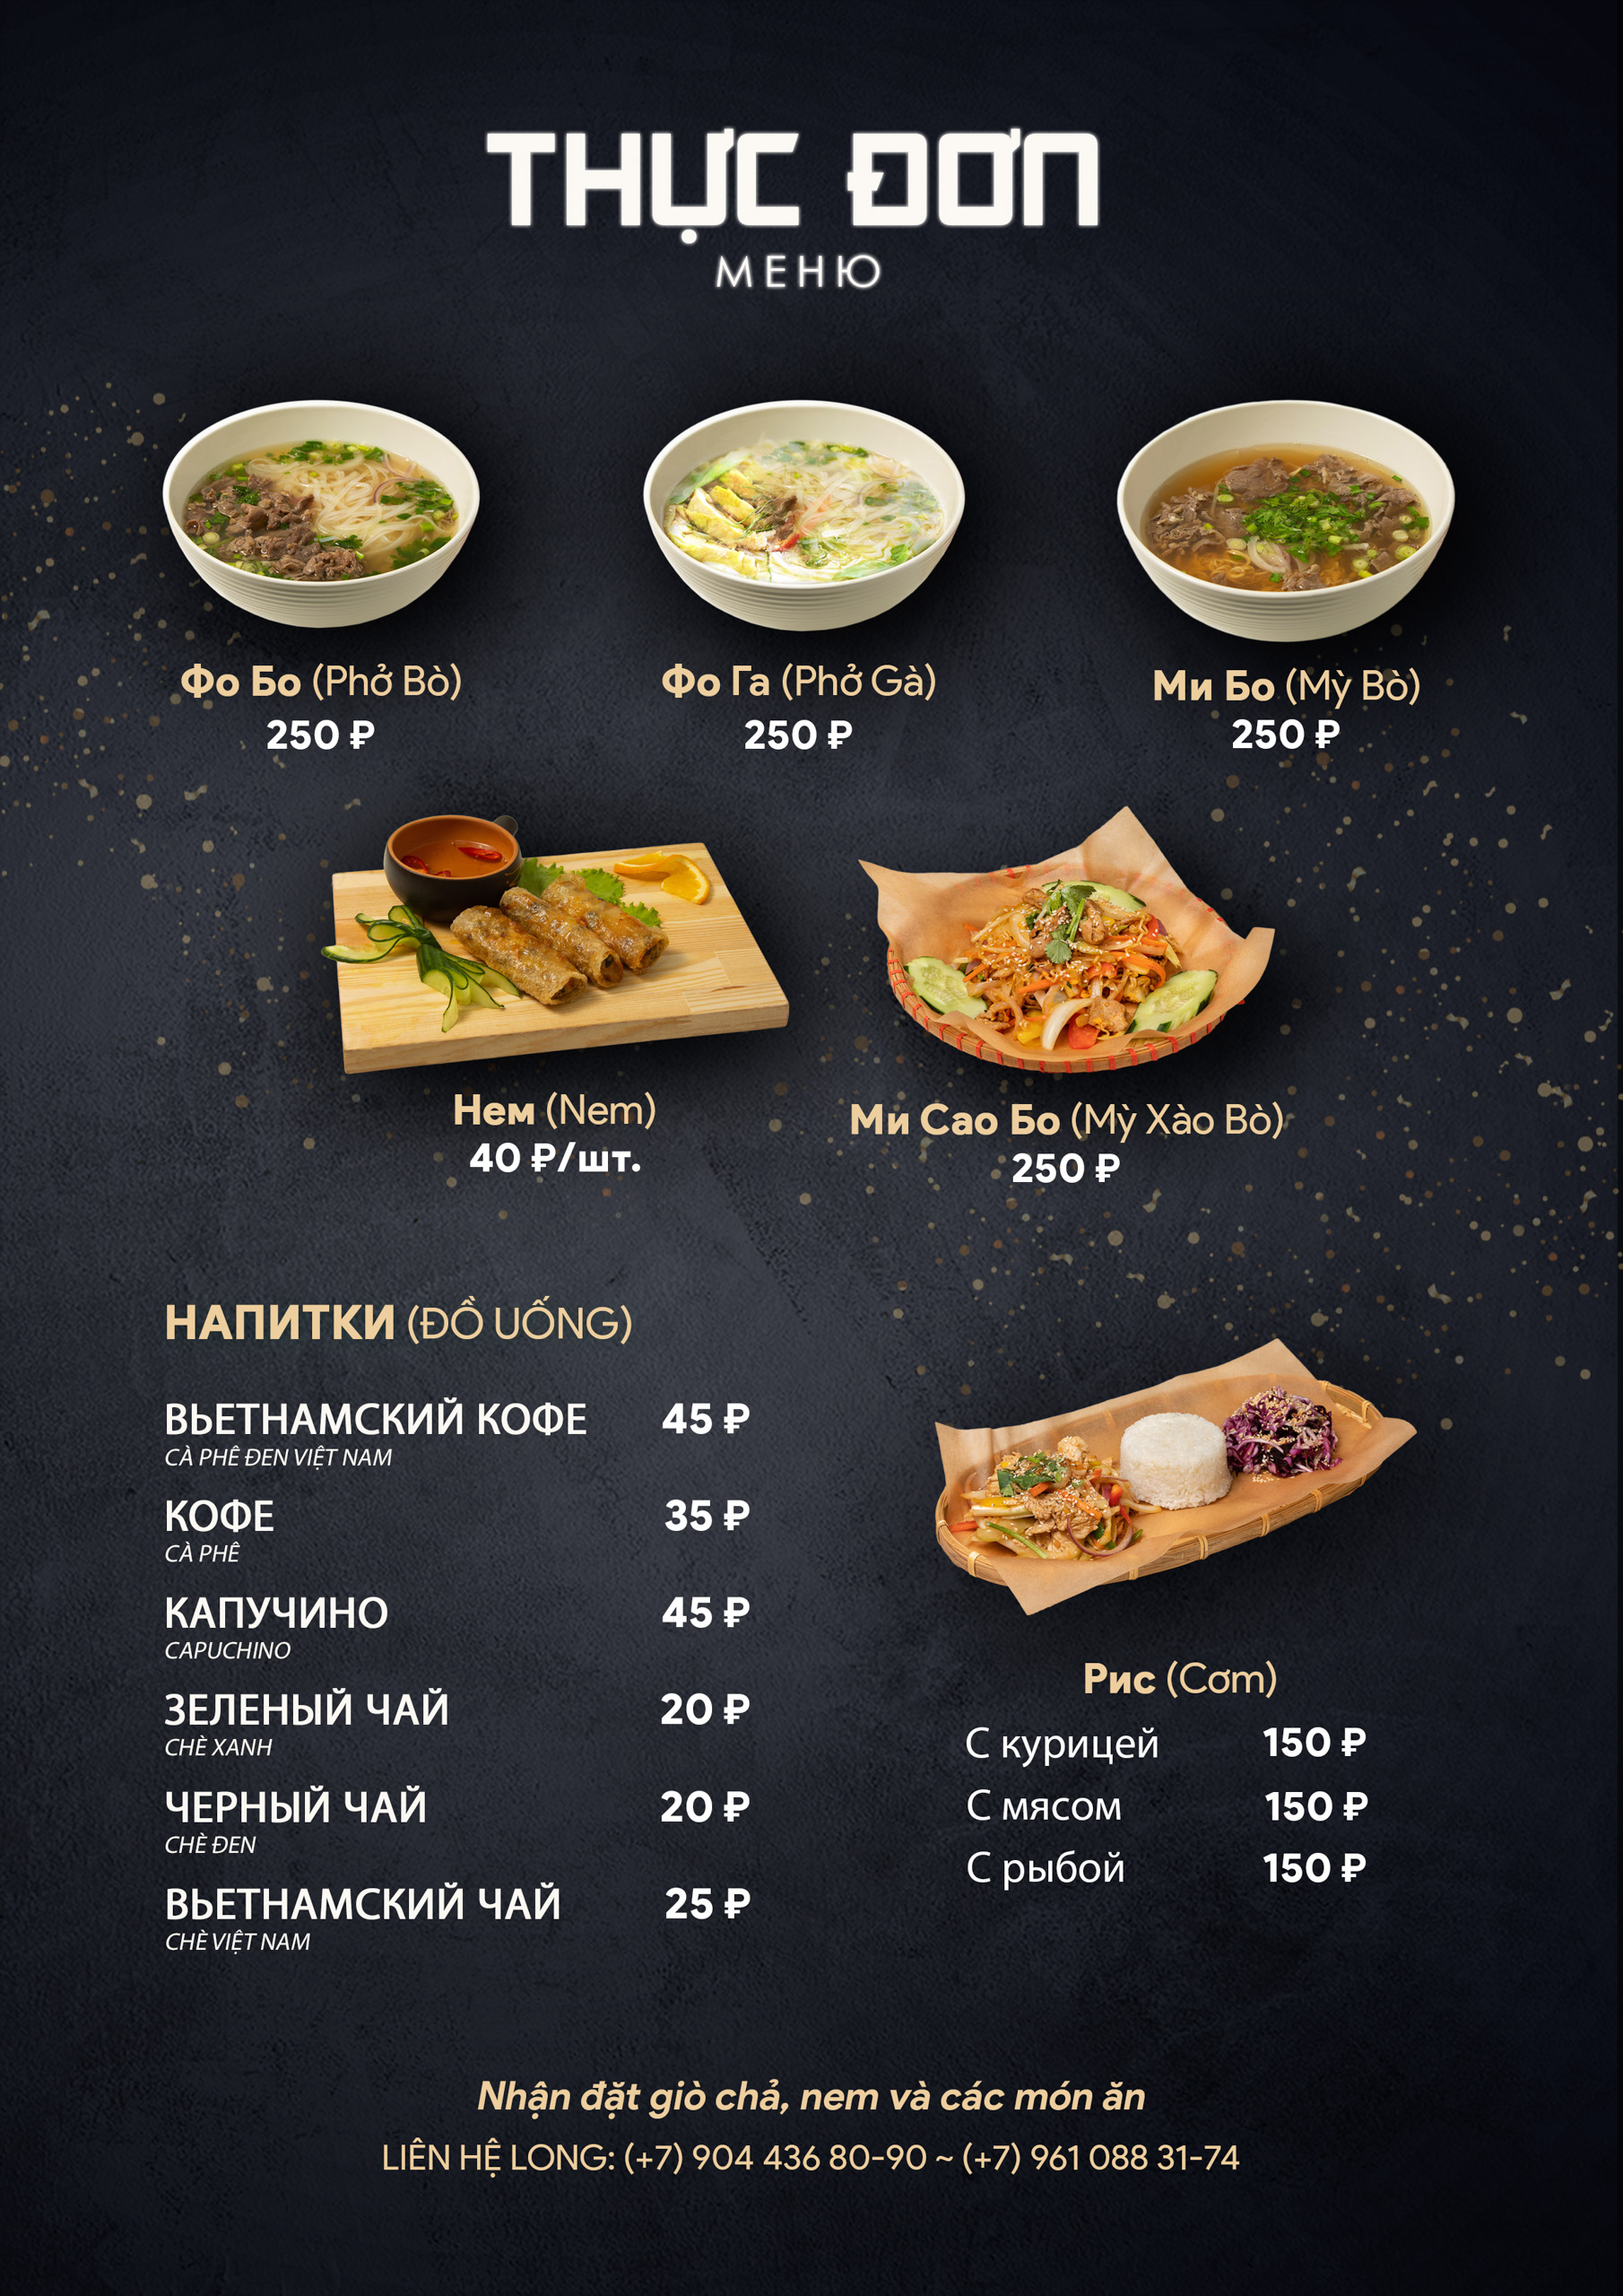 THỰC ĐƠN
МЕНЮ
Фо Бо (Phở Bò)
250 ₽
Фо Га (Phở Gà)
250 ₽
Ми Бо (Mỳ Bò)
250 ₽
Нем (Nem)
40 ₽/шт.
Ми Сао Бо (Mỳ Xào Bò)
250 ₽
НАПИТКИ (ĐỒ UỐNG)
ВЬЕТНАМСКИЙ КОФЕ 45 ₽
CÀ PHÊ ĐEN VIỆT NAM
КОФЕ 35 ₽
CÀ PHÊ
КАПУЧИНО 45 ₽
CAPUCHINO
ЗЕЛЕНЫЙ ЧАЙ 20 ₽
CHÈ XANH
ЧЕРНЫЙ ЧАЙ 20 ₽
CHÈ ĐEN
ВЬЕТНАМСКИЙ ЧАЙ 25 ₽
CHÈ VIỆT NAM
Рис (Cơm)
С курицей 150 ₽
С мясом 150 ₽
С рыбой 150 ₽
Nhận đặt giò chả, nem và các món ăn
LIÊN HỆ LONG: (+7) 904 436 80-90 ~ (+7) 961 088 31-74